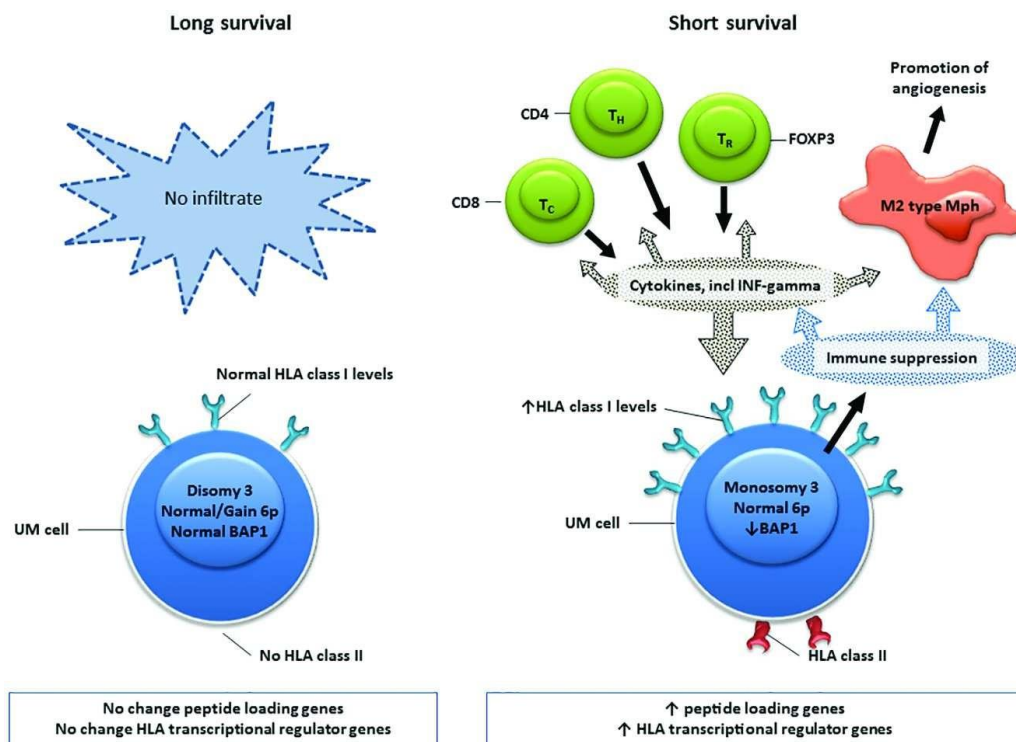 Long survival
No infiltrate
Normal HLA class I levels
Disomy 3
Normal/Gain 6p
Normal BAP1
UM cell
No HLA class II
No change peptide loading genes
No change HLA transcriptional regulator genes
Short survival
Promotion of
angiogenesis
CD4
TH
TR
FOXP3
CD8
TC
M2 type Mph
Cytokines, incl INF-gamma
Immune suppression
↑HLA class I levels
Monosomy 3
Normal 6p
↓BAP1
UM cell
HLA class II
↑ peptide loading genes
↑ HLA transcriptional regulator genes